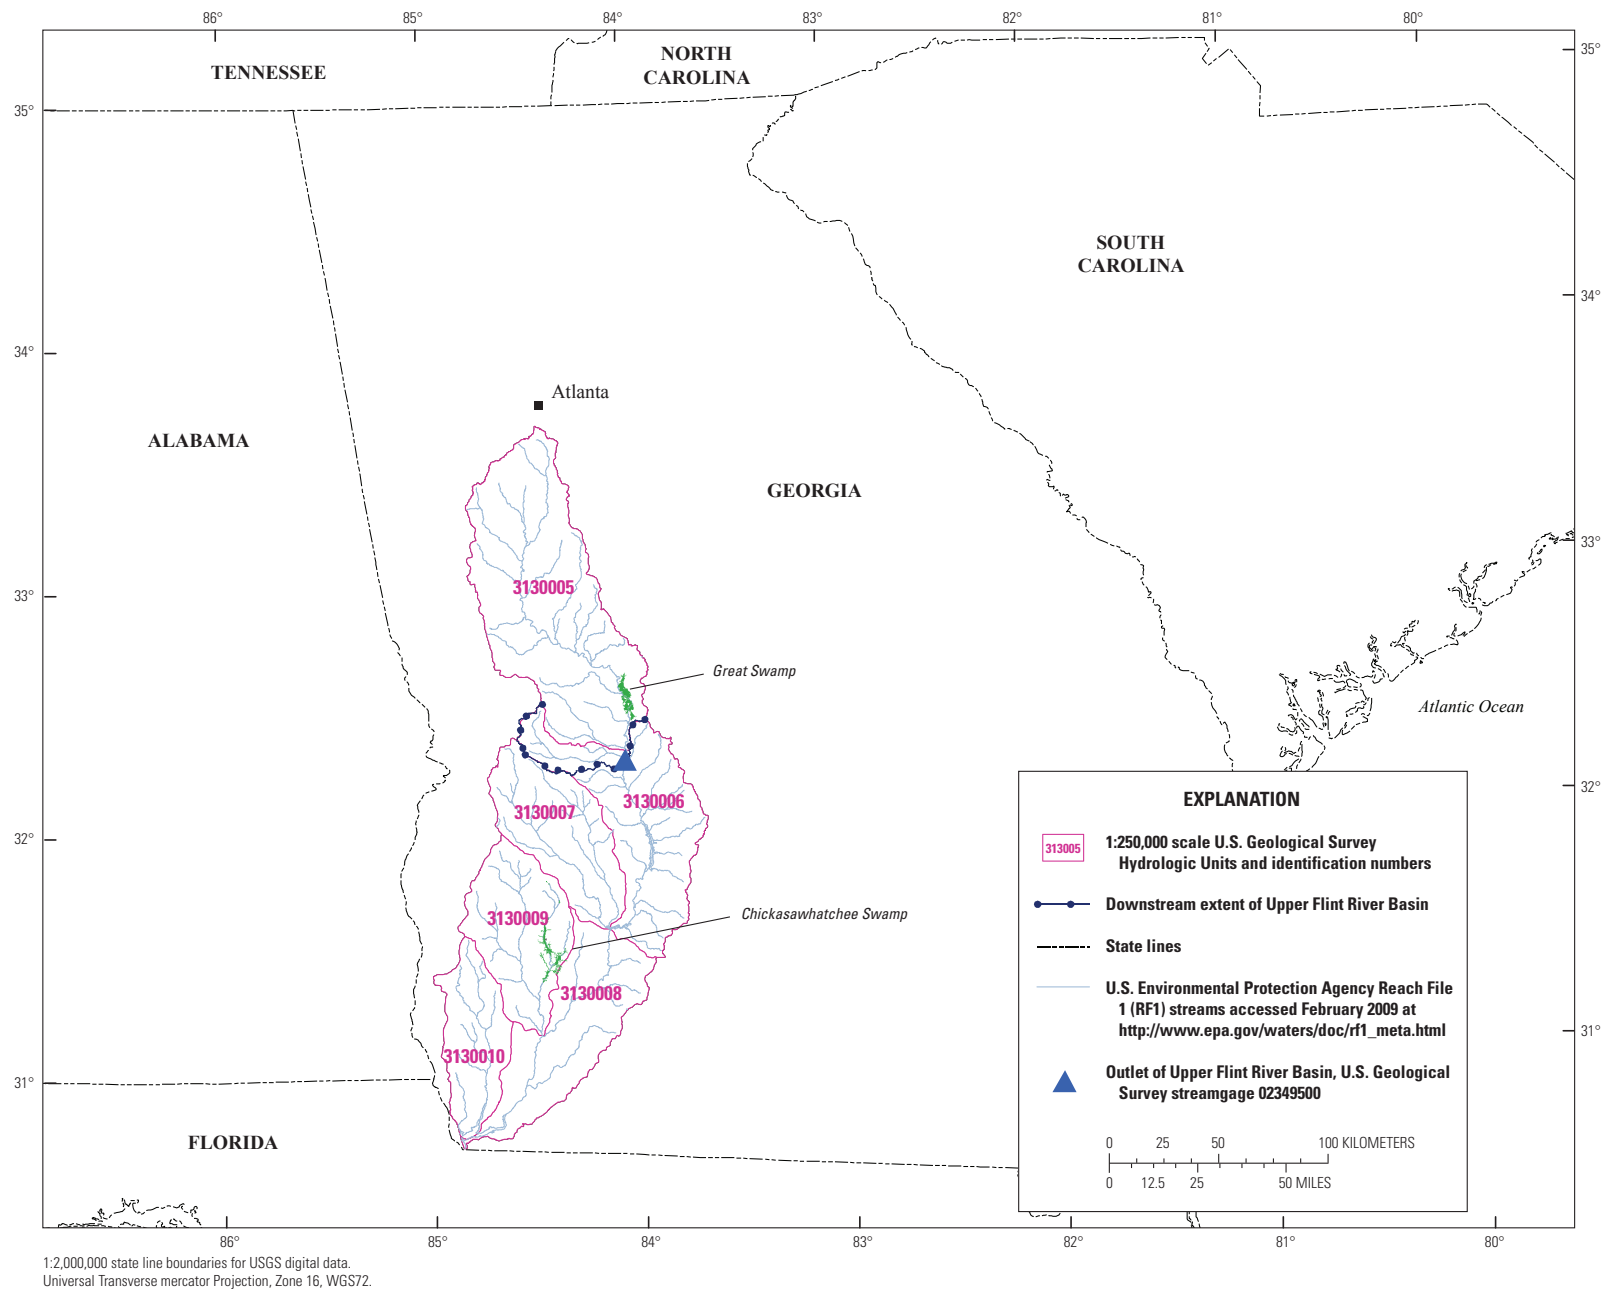 86°
85°
84°
83°
82°
81°
80°
35°
NORTH
CAROLINA
TENNESSEE
35°
SOUTH
CAROLINA
34°
34°
Atlanta
ALABAMA
GEORGIA
33°
3130005
33°
Great Swamp
Atlantic Ocean
32°
3130006
3130007
32°
3130009
Chickasawhatchee Swamp
3130008
31°
3130010
31°
FLORIDA
EXPLANATION
313005
1:250,000 scale U.S. Geological Survey
Hydrologic Units and identification numbers
Downstream extent of Upper Flint River Basin
State lines
U.S. Environmental Protection Agency Reach File
1 (RF1) streams accessed February 2009 at
http://www.epa.gov/waters/doc/rf1_meta.html
Outlet of Upper Flint River Basin, U.S. Geological
Survey streamgage 02349500
0 25 50 100 KILOMETERS
0 12.5 25 50 MILES
86°
85°
84°
83°
82°
81°
80°
1:2,000,000 state line boundaries for USGS digital data.
Universal Transverse mercator Projection, Zone 16, WGS72.